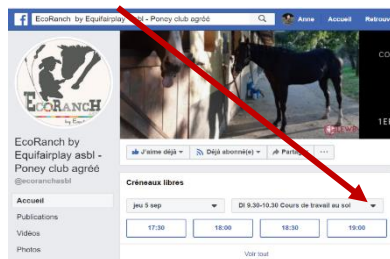 EcoRanch by Equifairplay asbl - Poney club agréé
Anne Accueil Retrouv
ECORANCH
EcoRanch by
Equifairplay asbl -
Poney club agréé
@ecoranchasbl
J'aime déjà Déjà abonné(e) Partag
Créneaux libres
Accueil
jeu 5 sep DI 9.30-10.30 Cours de travail au sol
Publications
17:30 18:00 18:30 19:00
Vidéos
Photos
Voir tout